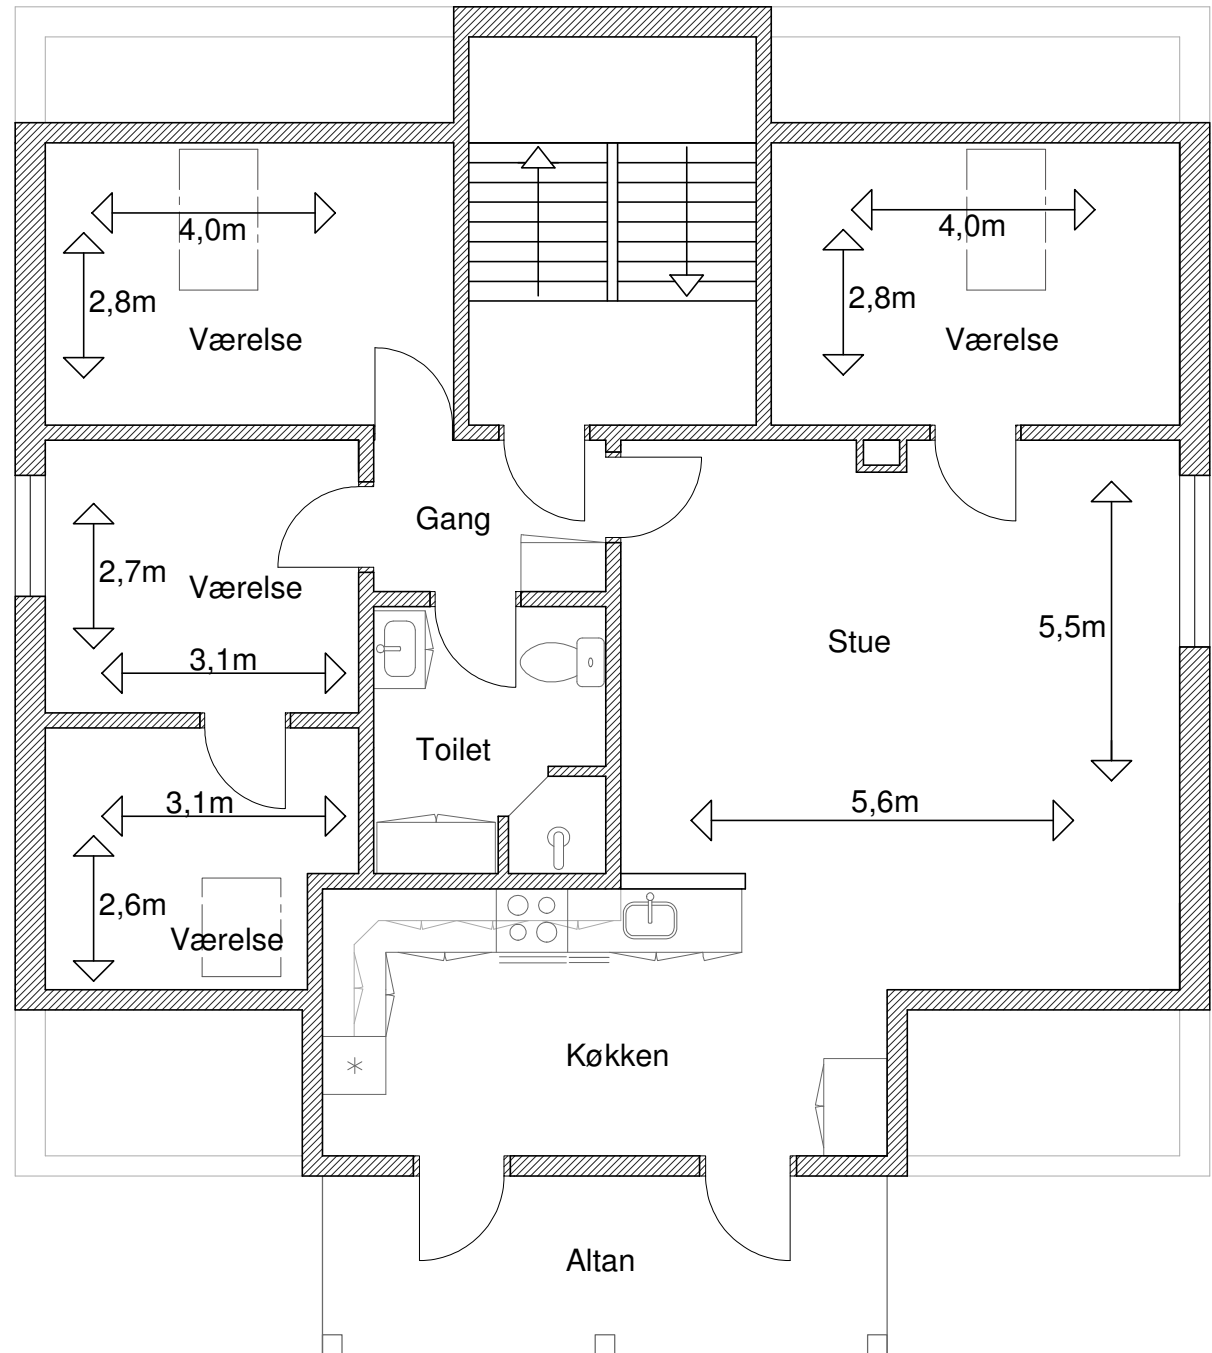 4,0m
2,8m
Værelse
4,0m
2,8m
Værelse
Gang
2,7m
Værelse
3,1m
Stue
5,5m
Toilet
3,1m
2,6m
Værelse
5,6m
Køkken
Altan